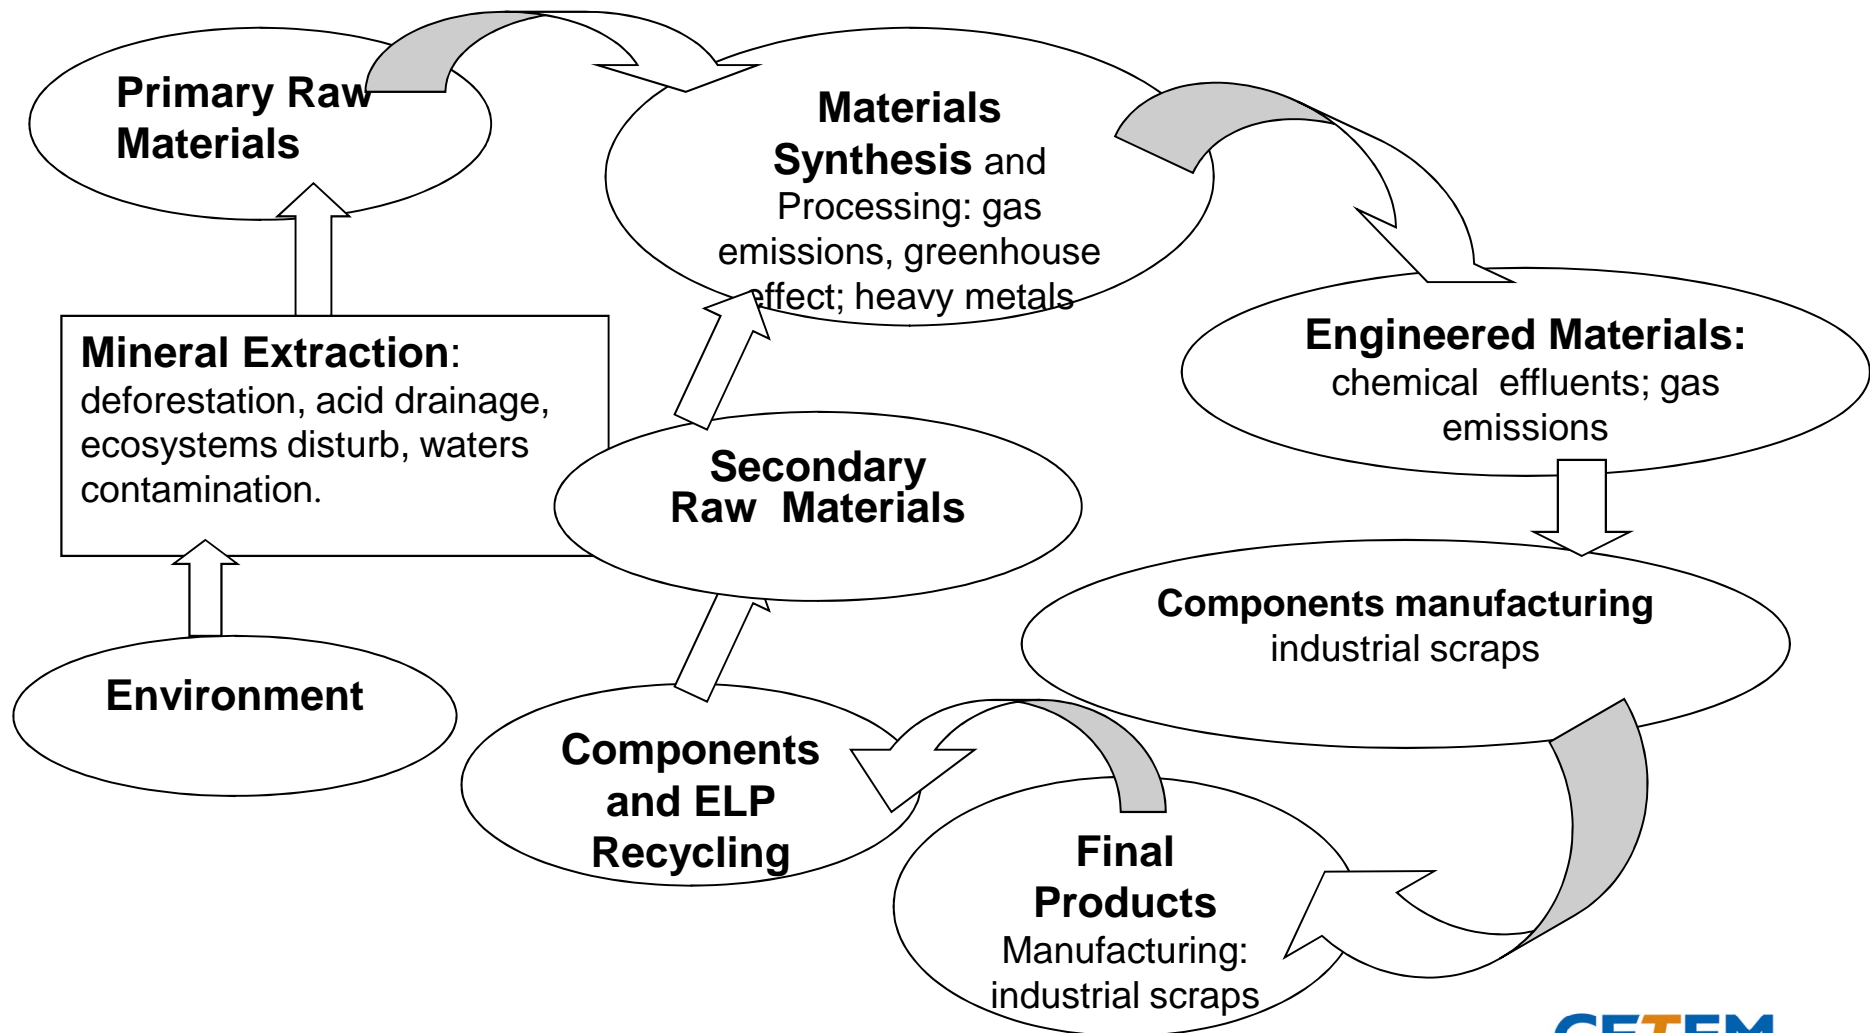 Primary Raw
Materials
Materials
Synthesis and
Processing: gas
emissions, greenhouse
effect; heavy metals
Mineral Extraction:
deforestation, acid drainage,
ecosystems disturb, waters
contamination.
Engineered Materials:
chemical effluents; gas
emissions
Secondary
Raw Materials
Components manufacturing
industrial scraps
Environment
Components
and ELP
Recycling
Final
Products
Manufacturing:
industrial scraps
CETEM